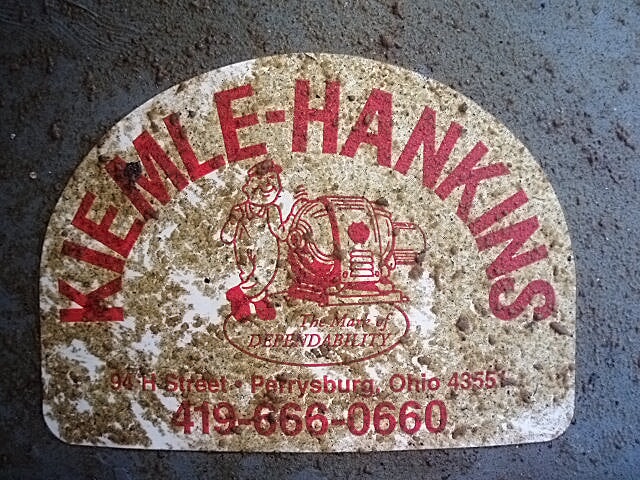 KIEMLE-HANKINS
The Mark of
DEPENDABILITY
94 H Street • Perrysburg, Ohio 43551
419-666-0660